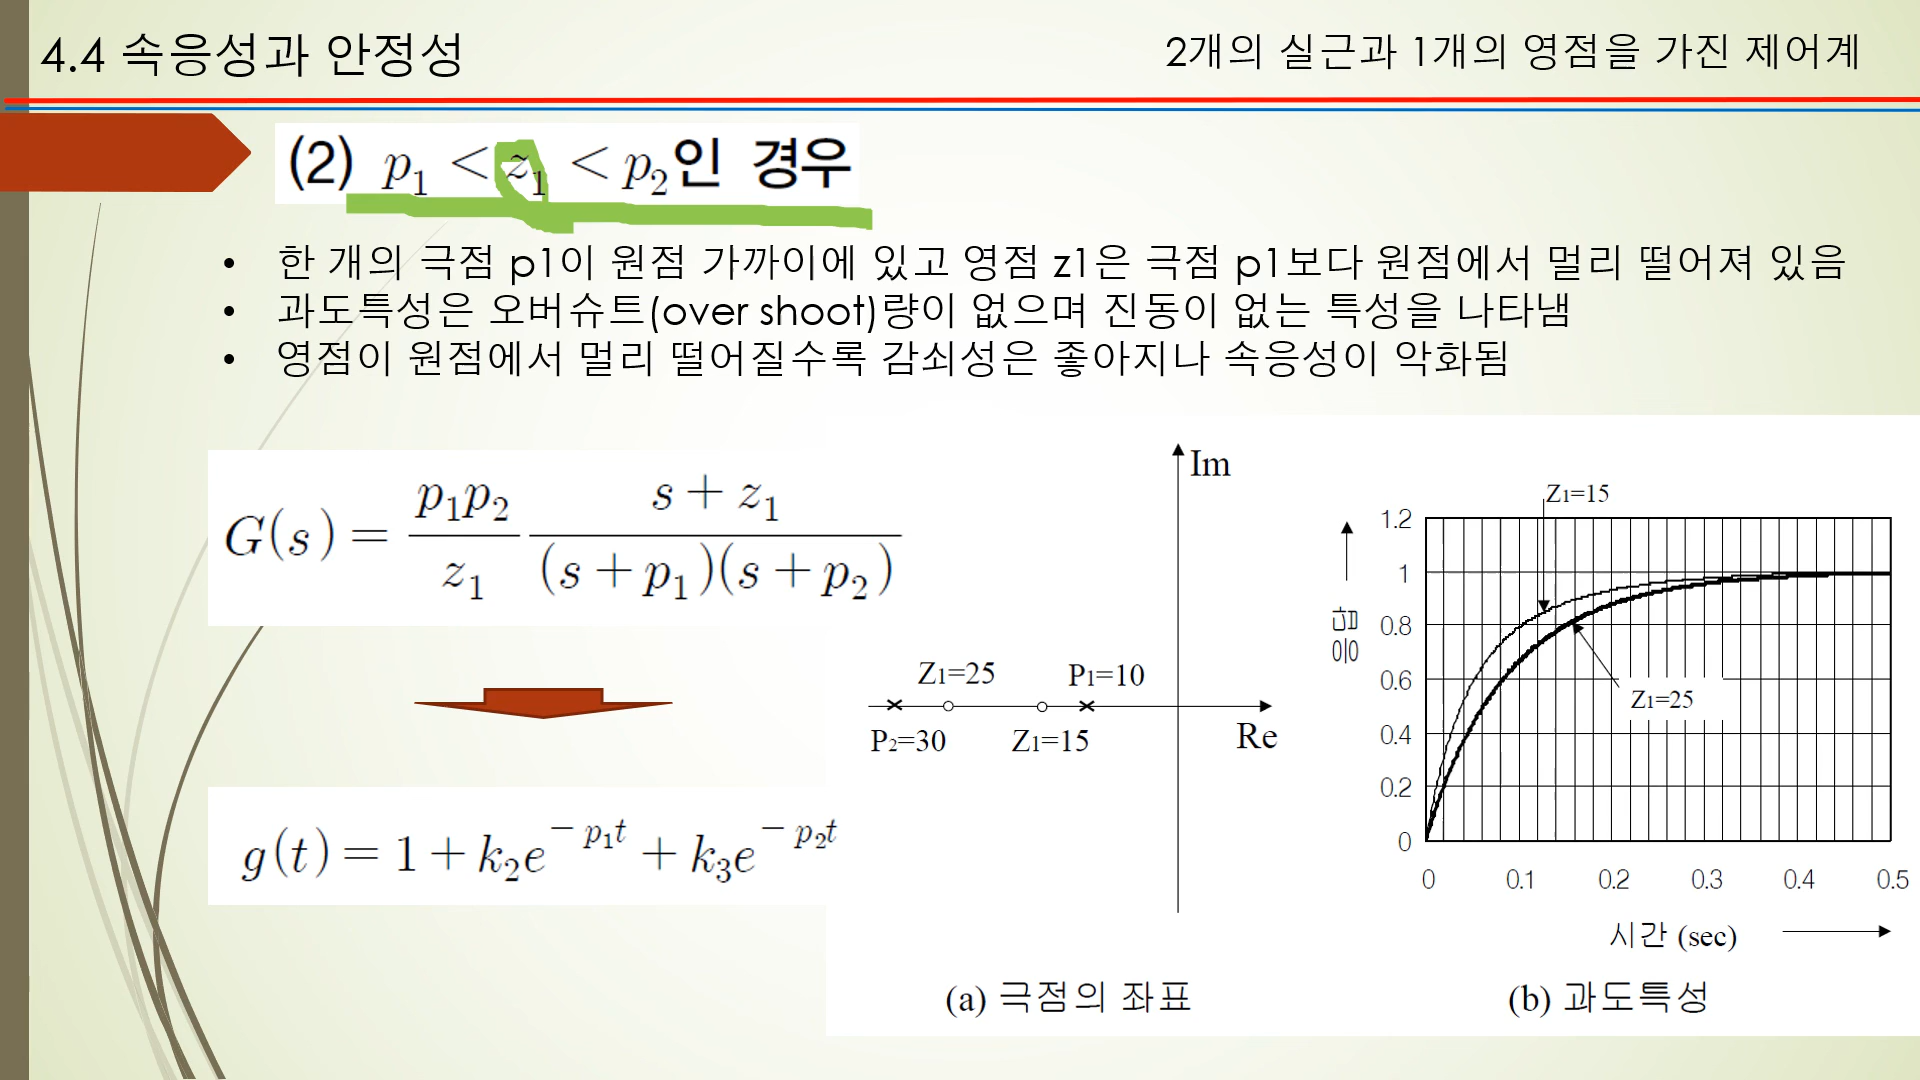 4.4 속응성과 안정성
2개의 실근과 1개의 영점을 가진 제어계
(2) p₁ < z₁ < p₂인 경우
• 한 개의 극점 p1이 원점 가까이에 있고 영점 z1은 극점 p1보다 원점에서 멀리 떨어져 있음
• 과도특성은 오버슈트(over shoot)량이 없으며 진동이 없는 특성을 나타냄
• 영점이 원점에서 멀리 떨어질수록 감쇠성은 좋아지나 속응성이 악화됨
G(s) = p₁p₂/z₁ (s + z₁)/((s + p₁)(s + p₂))
g(t) = 1 + k₂e^(− p₁t) + k₃e^(− p₂t)
Im
Z₁=25
P₁=10
P₂=30
Z₁=15
Re
(a) 극점의 좌표
Z₁=15
1.2
1
0.8
0.6
0.4
0.2
0
응답
Z₁=25
0 0.1 0.2 0.3 0.4 0.5
시간 (sec)
(b) 과도특성